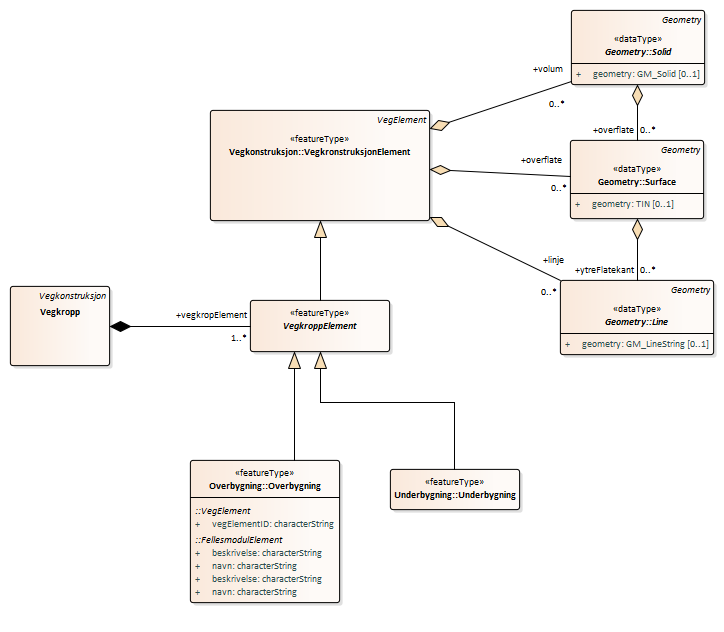 Geometry
«dataType»
Geometry::Solid
+ geometry: GM_Solid [0..1]
+volum
0..*
VegElement
«featureType»
Vegkonstruksjon::VegkronstruksjonElement
+overflate 0..*
+overflate
0..*
Geometry
«dataType»
Geometry::Surface
+ geometry: TIN [0..1]
+linje
0..*
+ytreFlatekant 0..*
Geometry
«dataType»
Geometry::Line
+ geometry: GM_LineString [0..1]
Vegkonstruksjon
Vegkropp
+vegkropElement
1..*
«featureType»
VegkroppElement
«featureType»
Overbygning::Overbygning
::VegElement
+ vegElementID: characterString
::FellesmodulElement
+ beskrivelse: characterString
+ navn: characterString
+ beskrivelse: characterString
+ navn: characterString
«featureType»
Underbygning::Underbygning